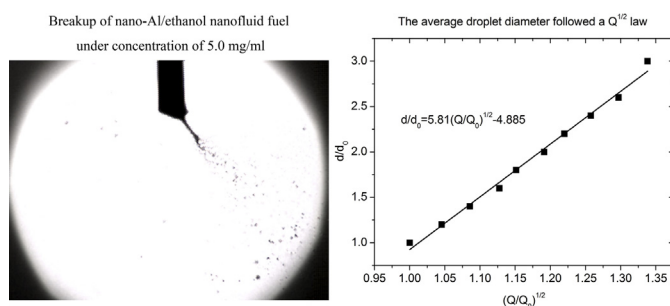 Breakup of nano-Al/ethanol nanofluid fuel
under concentration of 5.0 mg/ml
The average droplet diameter followed a Q^1/2 law
d/d₀=5.81(Q/Q₀)^1/2-4.885
d/d₀
3.0
2.5
2.0
1.5
1.0
0.95 1.00 1.05 1.10 1.15 1.20 1.25 1.30 1.35
(Q/Q₀)^1/2